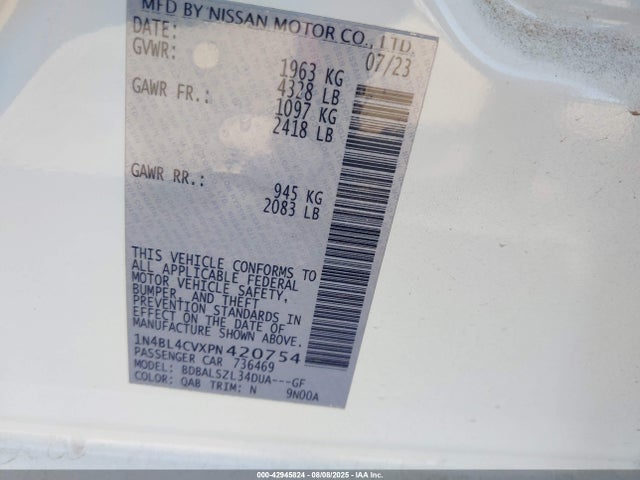 MFD BY NISSAN MOTOR CO., LTD.
DATE: 07/23
GVWR: 1963 KG
4328 LB
GAWR FR.: 1097 KG
2418 LB
GAWR RR.: 945 KG
2083 LB
THIS VEHICLE CONFORMS TO
ALL APPLICABLE FEDERAL
MOTOR VEHICLE SAFETY,
BUMPER, AND THEFT
PREVENTION STANDARDS IN
EFFECT ON THE DATE OF
MANUFACTURE SHOWN ABOVE.
1N4BL4CVXPN420754
PASSENGER CAR 736469
MODEL: BDBALSZL34DUA---GF
COLOR: QAB TRIM: N 9N00A
000-42945824 | 08/08/2025 | IAA Inc.